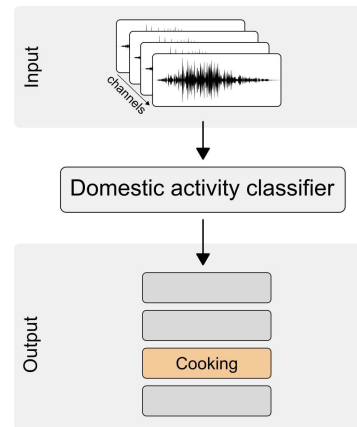 Input
channels
Domestic activity classifier
Output
Cooking